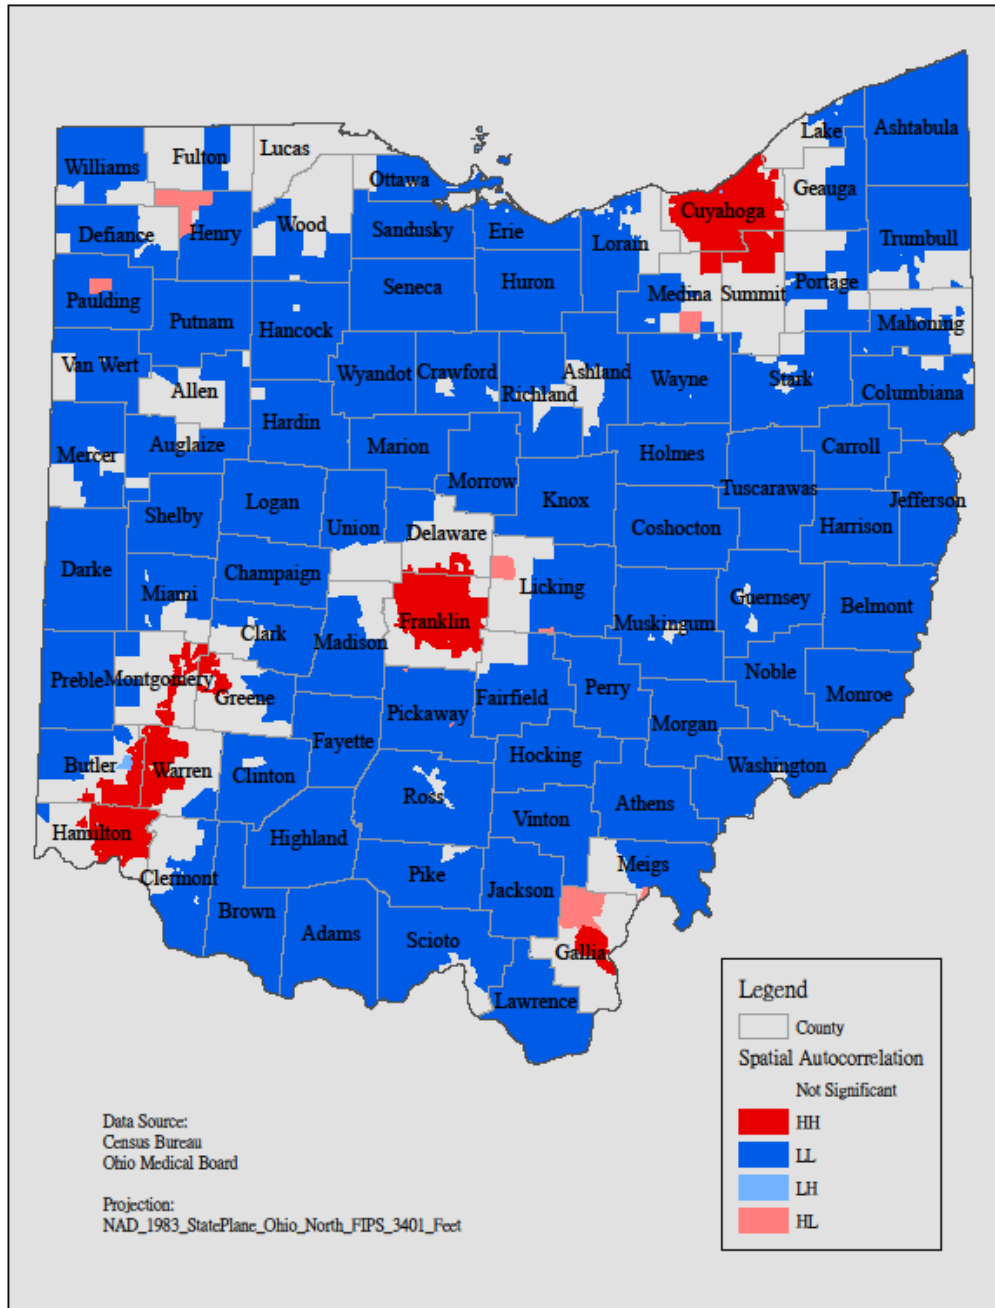 Lake
Ashtabula
Lucas
Fulton
Williams
Ottawa
Geauga
Cuyahoga
Wood
Defiance
Henry
Sandusky
Erie
Lorain
Trumbull
Paulding
Seneca
Huron
Medina
Summit
Portage
Putnam
Hancock
Mahoning
Van Wert
Wyandot
Crawford
Ashland
Richland
Wayne
Stark
Allen
Columbiana
Hardin
Mercer
Auglaize
Marion
Holmes
Carroll
Morrow
Tuscarawas
Logan
Knox
Jefferson
Shelby
Union
Coshocton
Harrison
Delaware
Darke
Champaign
Licking
Miami
Guernsey
Belmont
Franklin
Muskingum
Clark
Madison
Noble
Preble
Montgomery
Greene
Fairfield
Perry
Monroe
Pickaway
Morgan
Fayette
Hocking
Butler
Warren
Clinton
Washington
Ross
Athens
Vinton
Hamilton
Highland
Meigs
Clermont
Pike
Jackson
Brown
Adams
Scioto
Gallia
Lawrence
Legend
County
Spatial Autocorrelation
Not Significant
HH
LL
LH
HL
Data Source:
Census Bureau
Ohio Medical Board
Projection:
NAD_1983_StatePlane_Ohio_North_FIPS_3401_Feet